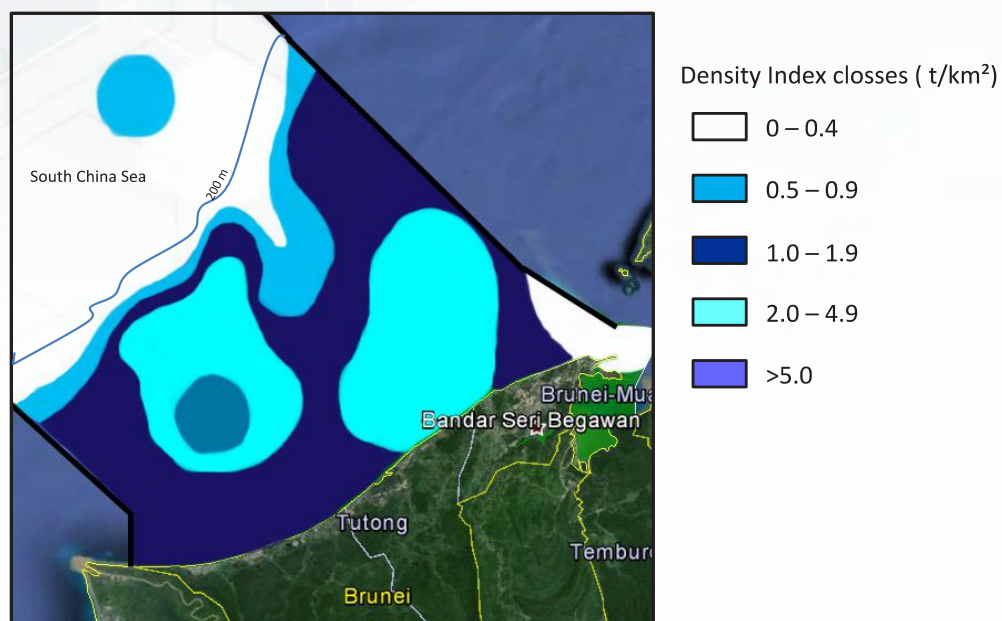 Density Index closses ( t/km²)
0 – 0.4
South China Sea
200 m
0.5 – 0.9
1.0 – 1.9
2.0 – 4.9
>5.0
Brunei-Mua
Bandar Seri Begawan
Tutong
Temburo
Brunei